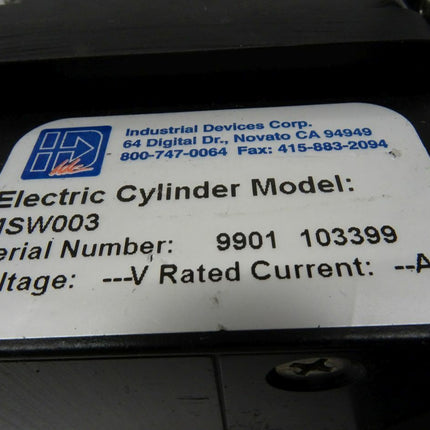 Industrial Devices Corp.
64 Digital Dr., Novato CA 94949
800-747-0064 Fax: 415-883-2094
Electric Cylinder Model:
MSW003
erial Number: 9901 103399
ltage: ---V Rated Current: --A